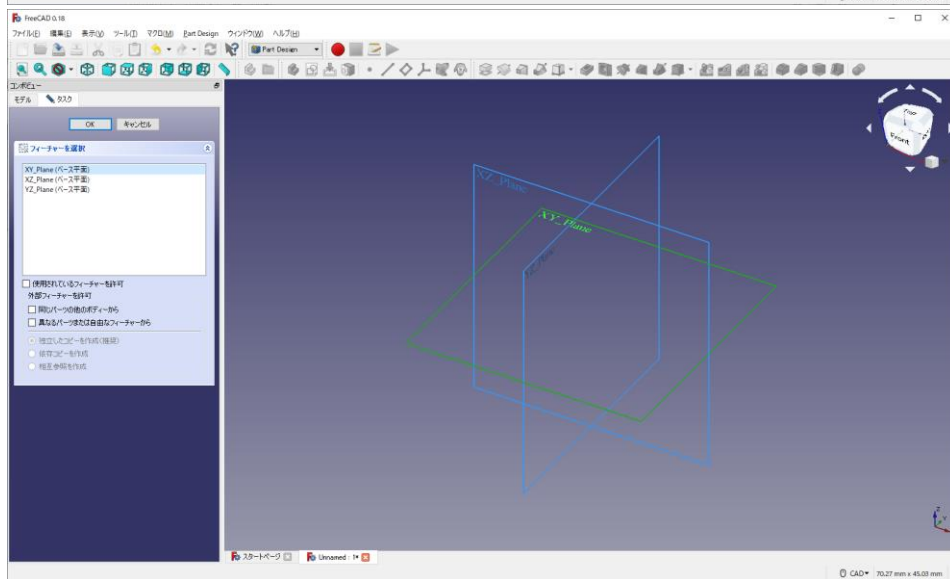 FreeCAD 0.18
ファイル(F) 編集(E) 表示(V) ツール(T) マクロ(M) Part Design ウィンドウ(W) ヘルプ(H)
Part Design
コンボビュー
モデル タスク
OK キャンセル
フィーチャーを選択
XY_Plane (ベース平面)
XZ_Plane (ベース平面)
YZ_Plane (ベース平面)
使用されているフィーチャーを許可
外部フィーチャーを許可
同じパーツの他のボディーから
異なるパーツまたは自由なフィーチャーから
独立したコピーを作成(推奨)
依存コピーを作成
相互参照を作成
XZ_Plane
XY_Plane
Top
Front
Z
Y
スタートページ Unnamed : 1*
CAD 70.27 mm x 45.03 mm